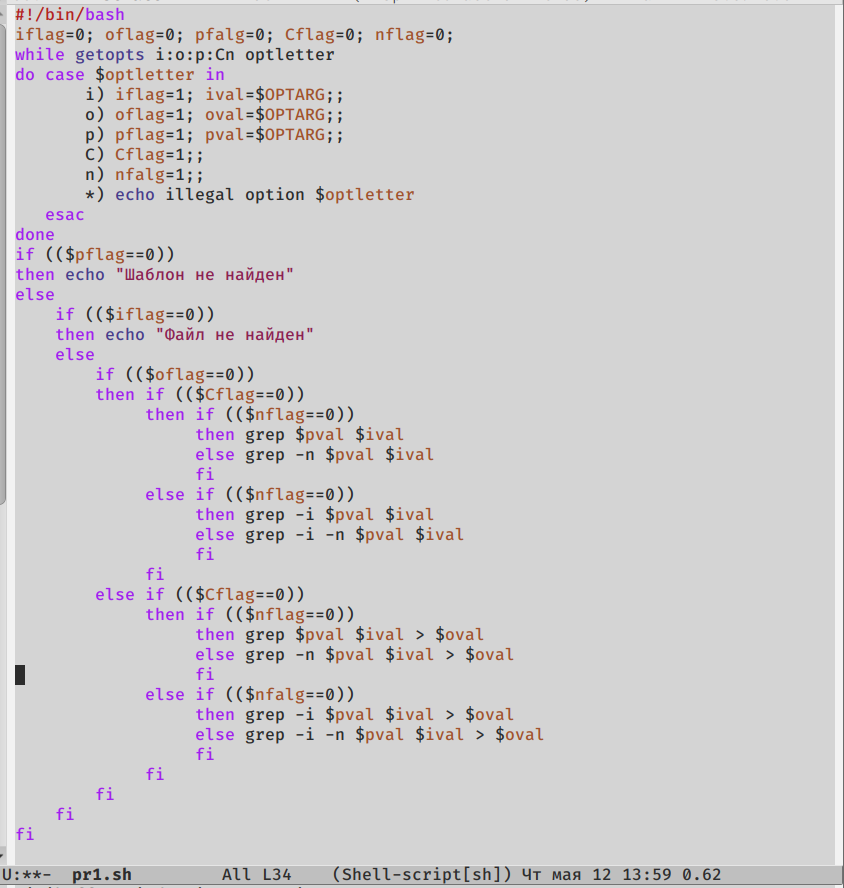 #!/bin/bash
iflag=0; oflag=0; pfalg=0; Cflag=0; nflag=0;
while getopts i:o:p:Cn optletter
do case $optletter in
       i) iflag=1; ival=$OPTARG;;
       o) oflag=1; oval=$OPTARG;;
       p) pflag=1; pval=$OPTARG;;
       C) Cflag=1;;
       n) nfalg=1;;
       *) echo illegal option $optletter
   esac
done
if (($pflag==0))
then echo "Шаблон не найден"
else
    if (($iflag==0))
    then echo "Файл не найден"
    else
        if (($oflag==0))
        then if (($Cflag==0))
             then if (($nflag==0))
                  then grep $pval $ival
                  else grep -n $pval $ival
                  fi
             else if (($nflag==0))
                  then grep -i $pval $ival
                  else grep -i -n $pval $ival
                  fi
             fi
        else if (($Cflag==0))
             then if (($nflag==0))
                  then grep $pval $ival > $oval
                  else grep -n $pval $ival > $oval
                  fi
             else if (($nfalg==0))
                  then grep -i $pval $ival > $oval
                  else grep -i -n $pval $ival > $oval
                  fi
             fi
        fi
    fi
fi
U:**-  pr1.sh         All L34    (Shell-script[sh]) Чт мая 12 13:59 0.62